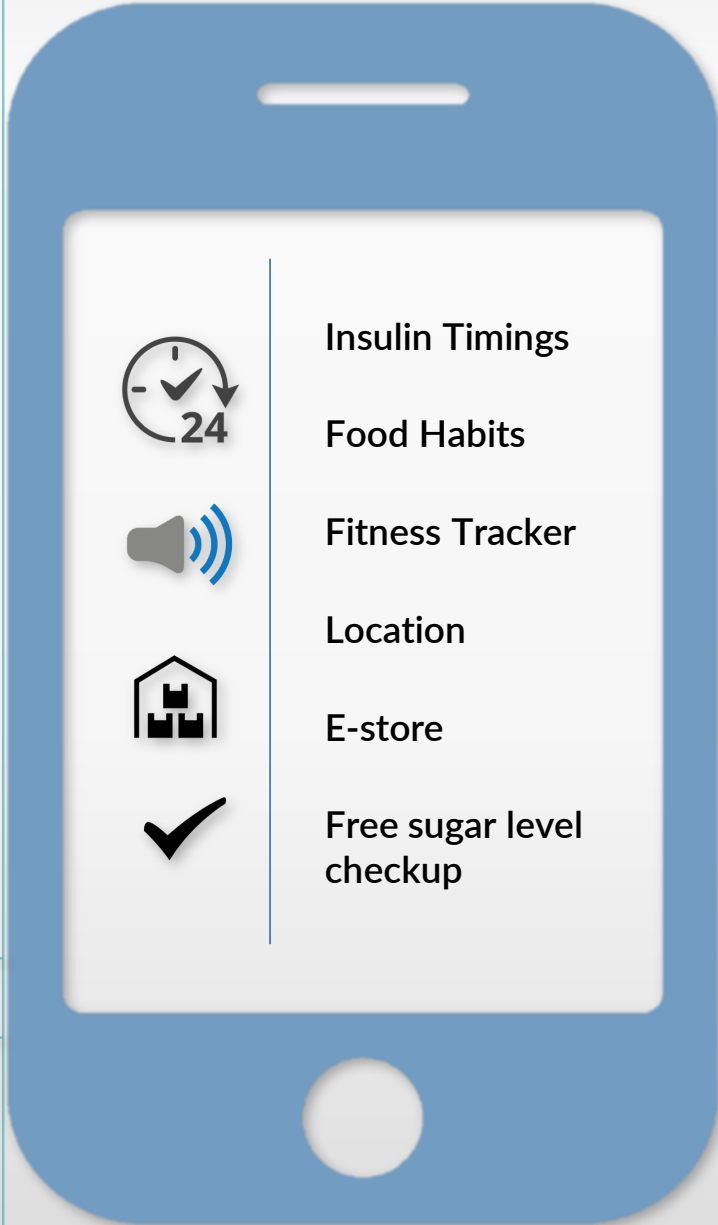 24
Insulin Timings
Food Habits
Fitness Tracker
Location
E-store
Free sugar level
checkup